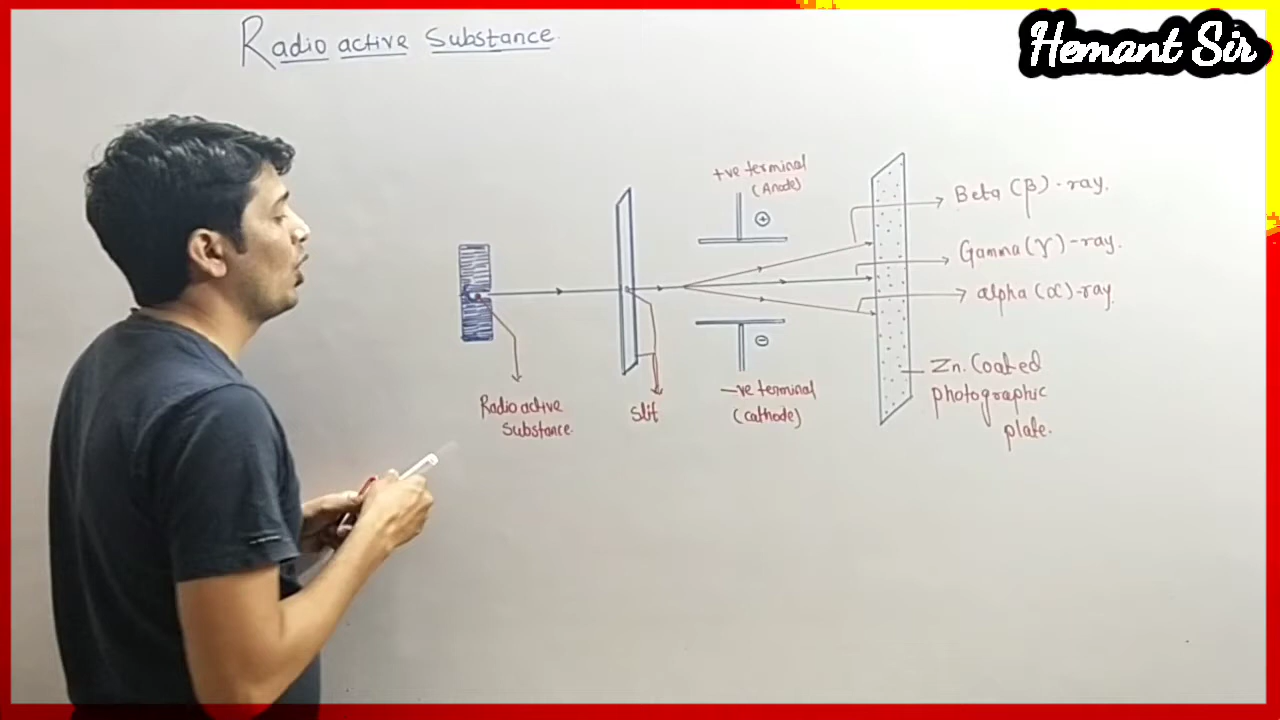 Radio active Substance
Hemant Sir
+ve terminal
(Anode)
+
Beta (β)-ray.
Gamma (γ)-ray.
alpha (α)-ray.
-
Radio active
Substance.
Slit
-ve terminal
(cathode)
Zn. Coated
photographic
plate.